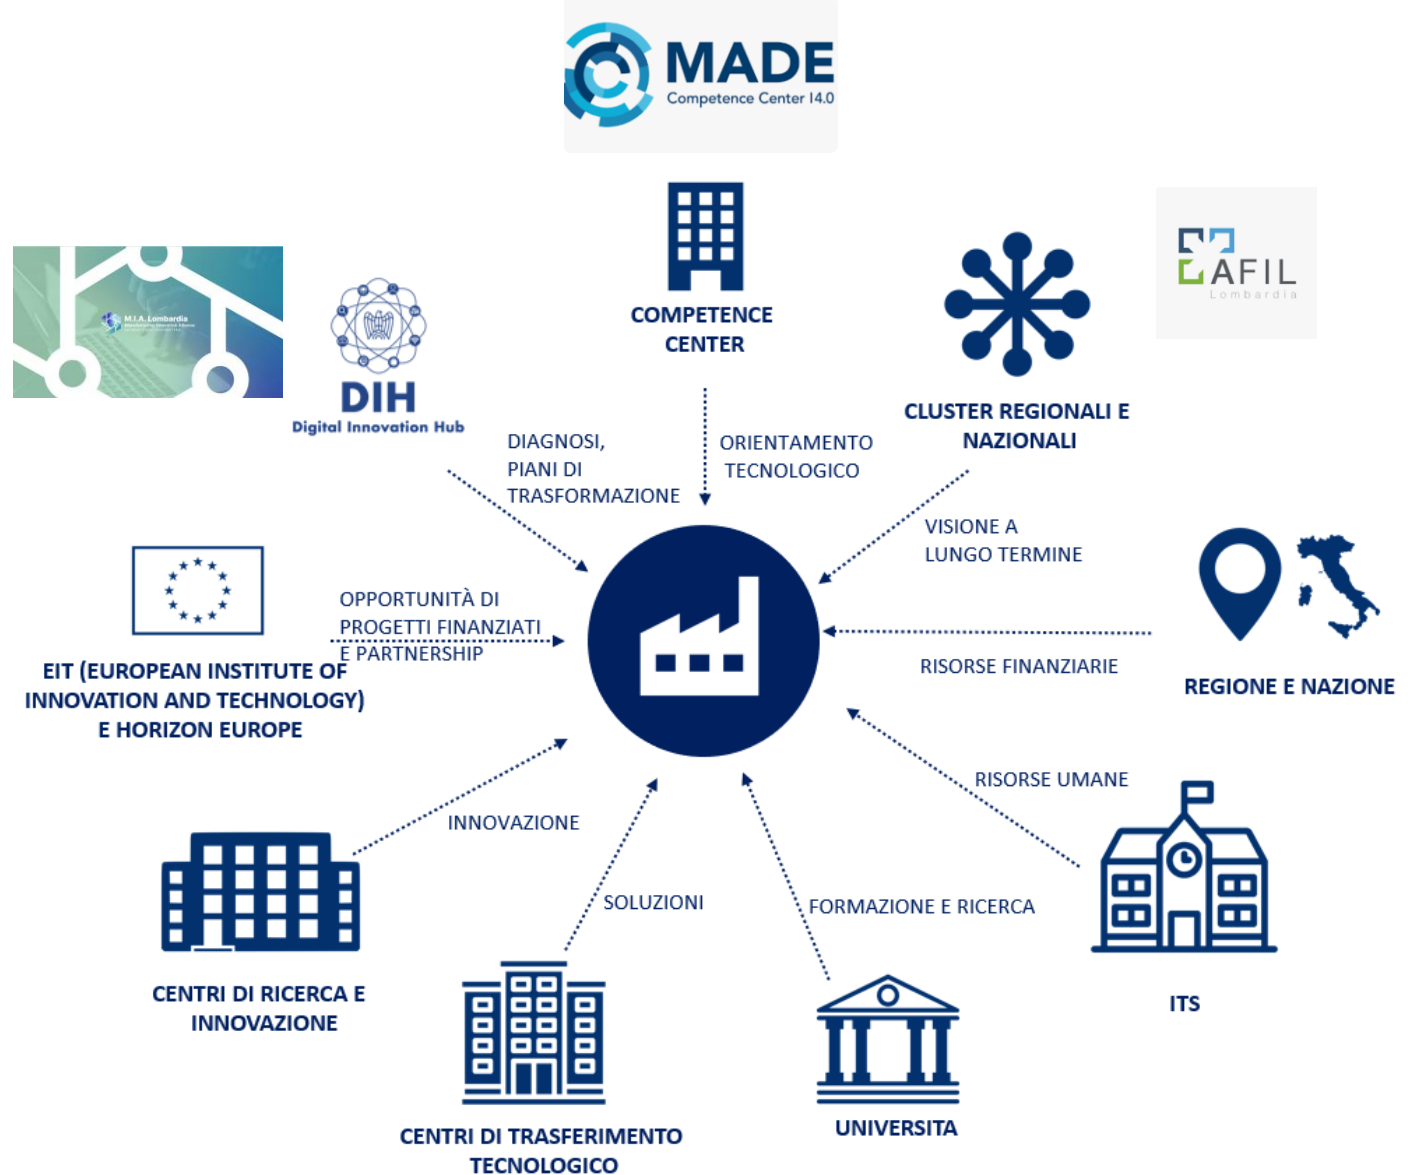 MADE
Competence Center I4.0
AFIL
Lombardia
M.I.A. Lombardia
DIH
Digital Innovation Hub
COMPETENCE
CENTER
CLUSTER REGIONALI E
NAZIONALI
DIAGNOSI,
PIANI DI
TRASFORMAZIONE
ORIENTAMENTO
TECNOLOGICO
VISIONE A
LUNGO TERMINE
OPPORTUNITÀ DI
PROGETTI FINANZIATI
E PARTNERSHIP
EIT (EUROPEAN INSTITUTE OF
INNOVATION AND TECHNOLOGY)
E HORIZON EUROPE
RISORSE FINANZIARIE
REGIONE E NAZIONE
RISORSE UMANE
INNOVAZIONE
SOLUZIONI
FORMAZIONE E RICERCA
CENTRI DI RICERCA E
INNOVAZIONE
ITS
CENTRI DI TRASFERIMENTO
TECNOLOGICO
UNIVERSITA